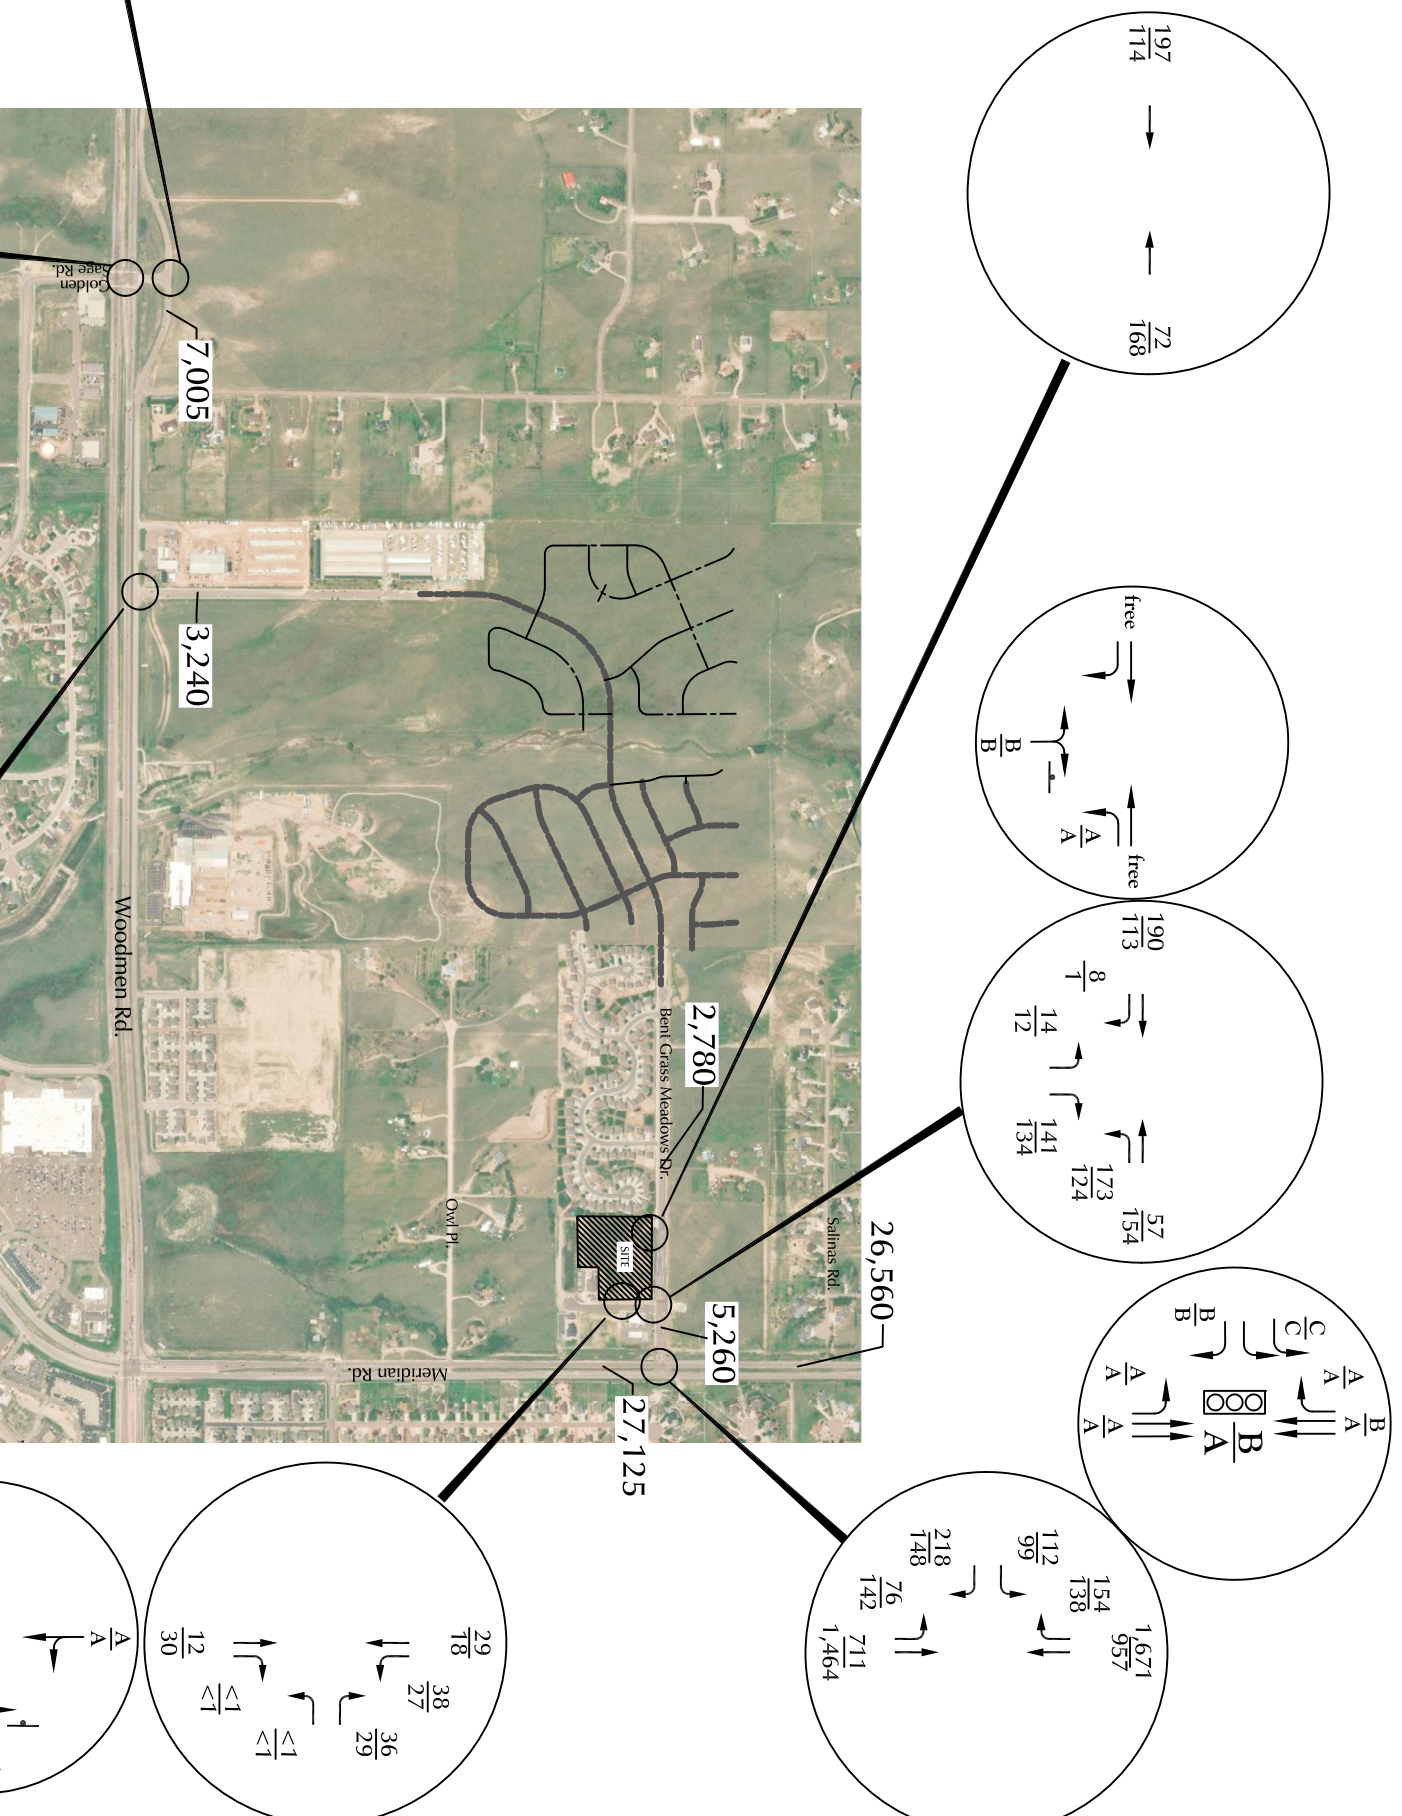 197
114
72
168
free
B
B
A
A
free
190
113
8
1
14
12
141
134
173
124
57
154
C
C
B
B
A
A
A
A
A
A
B
A
B
A
112
99
154
138
1,671
957
218
148
76
142
711
1,464
29
18
38
27
36
29
12
30
<1
<1
<1
<1
A
A
Golden
Sage Rd.
7,005
3,240
Woodmen Rd.
2,780
Bent Grass Meadows Dr.
Owl Pl.
SITE
Salinas Rd.
26,560
5,260
27,125
Meridian Rd.